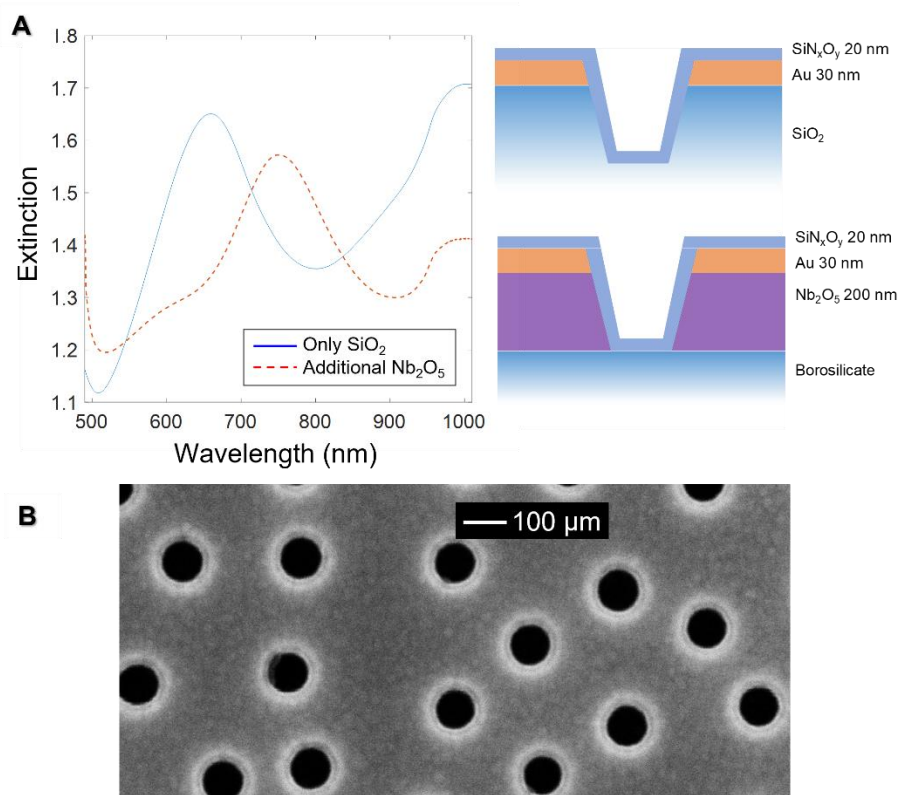 A
1.8
1.7
1.6
1.5
1.4
1.3
1.2
1.1
Extinction
500 600 700 800 900 1000
Wavelength (nm)
Only SiO₂
Additional Nb₂O₅
SiNₓOᵧ 20 nm
Au 30 nm
SiO₂
SiNₓOᵧ 20 nm
Au 30 nm
Nb₂O₅ 200 nm
Borosilicate
B
100 µm